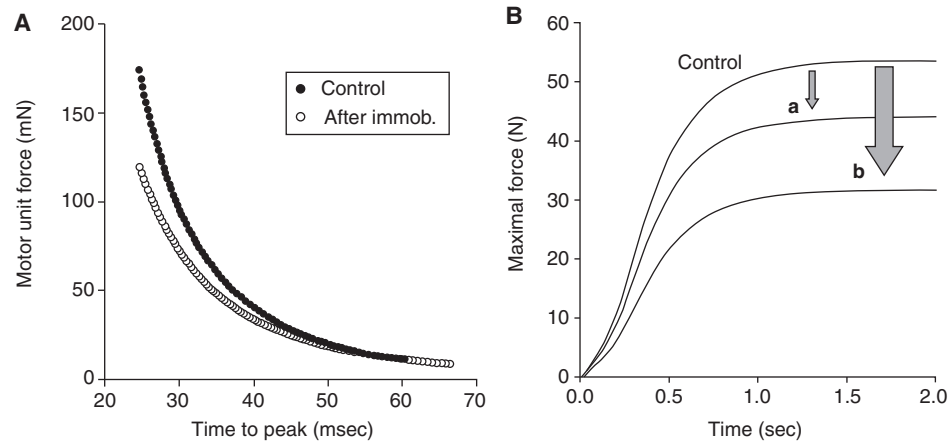 A
Motor unit force (mN)
200
150
100
50
0
20
30
40
50
60
70
Time to peak (msec)
Control
After immob.
B
Maximal force (N)
60
50
40
30
20
10
0
0.0
0.5
1.0
1.5
2.0
Time (sec)
Control
a
b